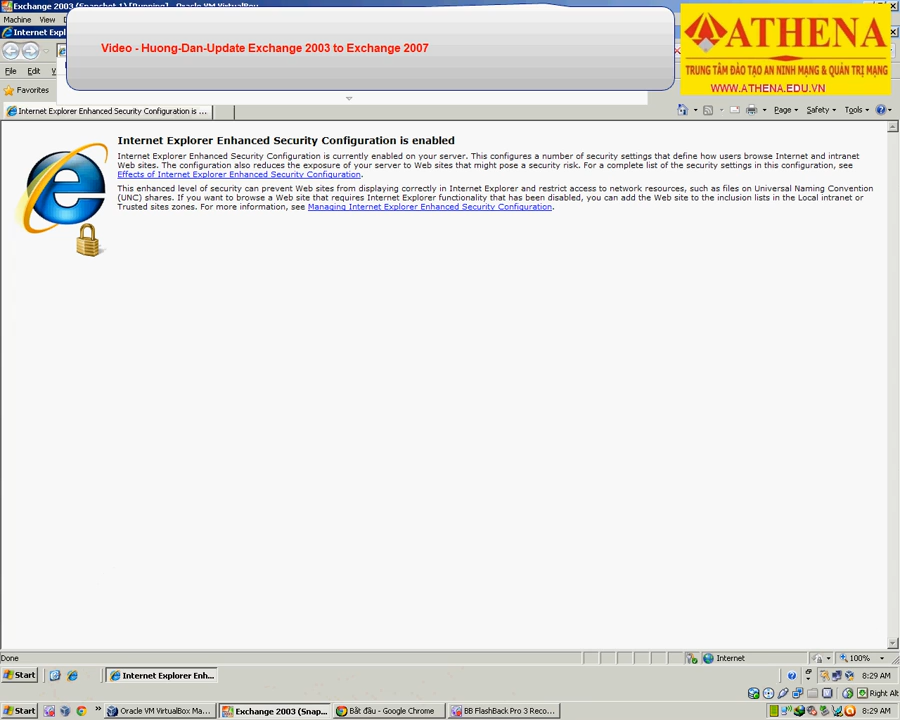 Exchange 2003 (Snapshot 1) [Running] - Oracle VM VirtualBox
Machine View
Internet Expl
Video - Huong-Dan-Update Exchange 2003 to Exchange 2007
ATHENA
TRUNG TÂM ĐÀO TẠO AN NINH MẠNG & QUẢN TRỊ MẠNG
WWW.ATHENA.EDU.VN
File Edit V
Favorites
Internet Explorer Enhanced Security Configuration is ...
Page Safety Tools
Internet Explorer Enhanced Security Configuration is enabled
Internet Explorer Enhanced Security Configuration is currently enabled on your server. This configures a number of security settings that define how users browse Internet and intranet
Web sites. The configuration also reduces the exposure of your server to Web sites that might pose a security risk. For a complete list of the security settings in this configuration, see
Effects of Internet Explorer Enhanced Security Configuration.
This enhanced level of security can prevent Web sites from displaying correctly in Internet Explorer and restrict access to network resources, such as files on Universal Naming Convention
(UNC) shares. If you want to browse a Web site that requires Internet Explorer functionality that has been disabled, you can add the Web site to the inclusion lists in the Local intranet or
Trusted sites zones. For more information, see Managing Internet Explorer Enhanced Security Configuration.
Done Internet 100%
Start Internet Explorer Enh... 8:29 AM
Right Alt
Start Oracle VM VirtualBox Ma... Exchange 2003 (Snap... Bắt đầu - Google Chrome BB FlashBack Pro 3 Reco... 8:29 AM